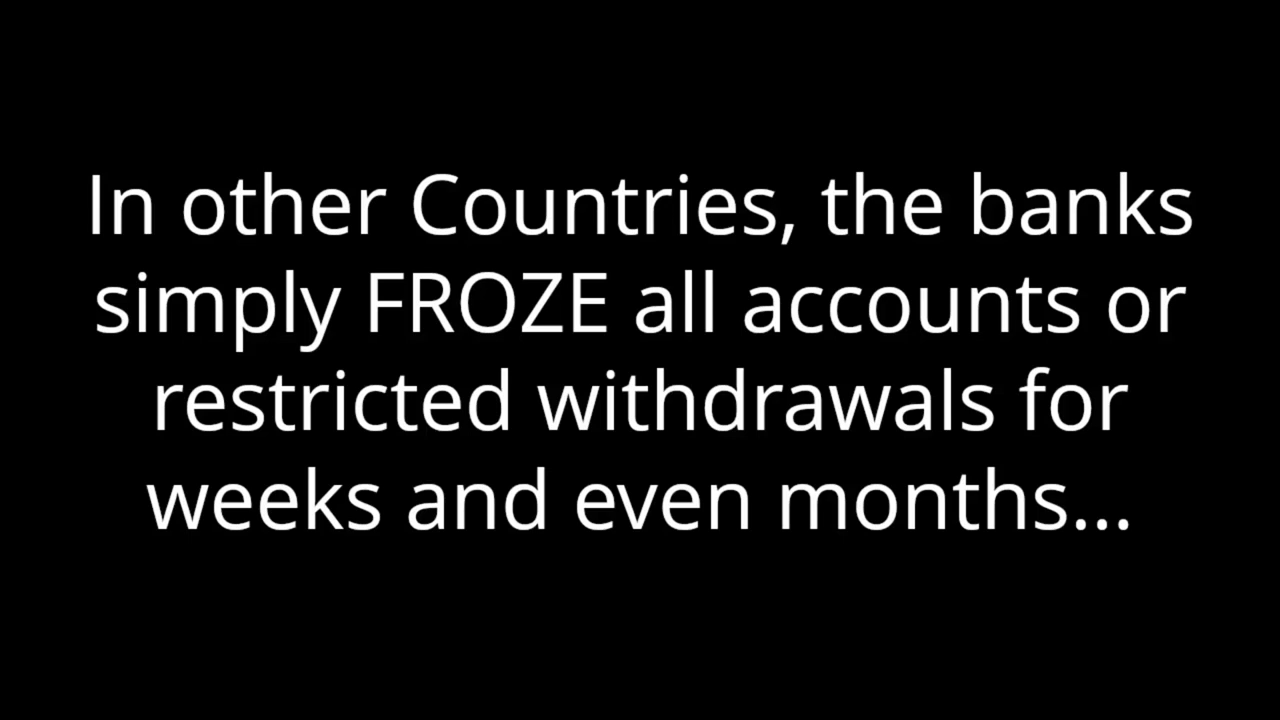 In other Countries, the banks
simply FROZE all accounts or
restricted withdrawals for
weeks and even months...